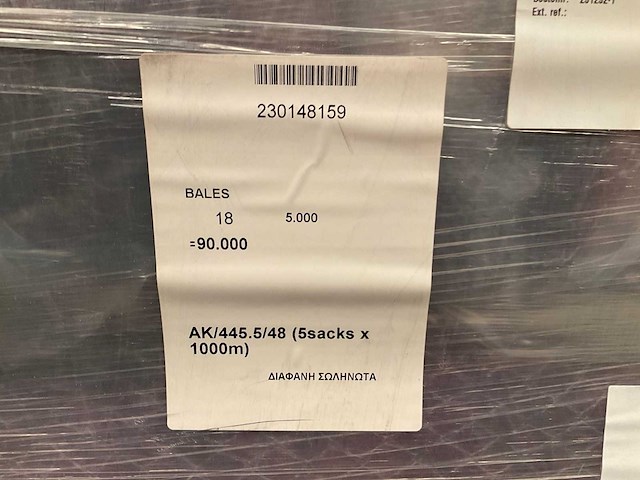 Ext. ref.:
230148159
BALES
18 5.000
=90.000
AK/445.5/48 (5sacks x
1000m)
ΔΙΑΦΑΝΗ ΣΩΛΗΝΩΤΑ